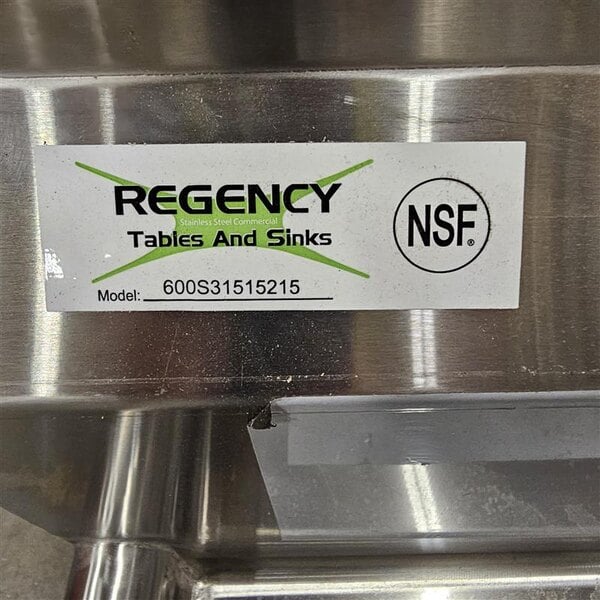 REGENCY
Stainless Steel Commercial
Tables And Sinks
Model: 600S31515215
NSF®